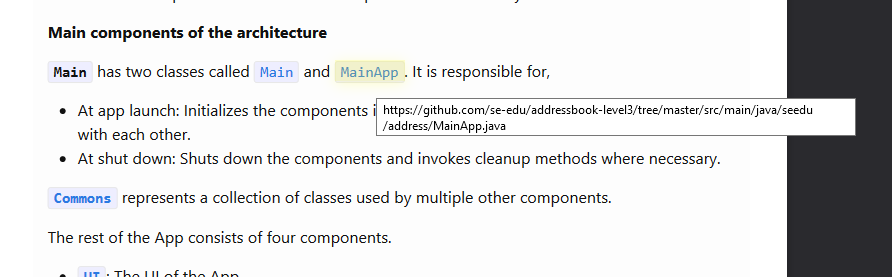 Main components of the architecture
Main has two classes called Main and MainApp. It is responsible for,
• At app launch: Initializes the components i
https://github.com/se-edu/addressbook-level3/tree/master/src/main/java/seedu
/address/MainApp.java
with each other.
• At shut down: Shuts down the components and invokes cleanup methods where necessary.
Commons represents a collection of classes used by multiple other components.
The rest of the App consists of four components.
• UI: The UI of the App.